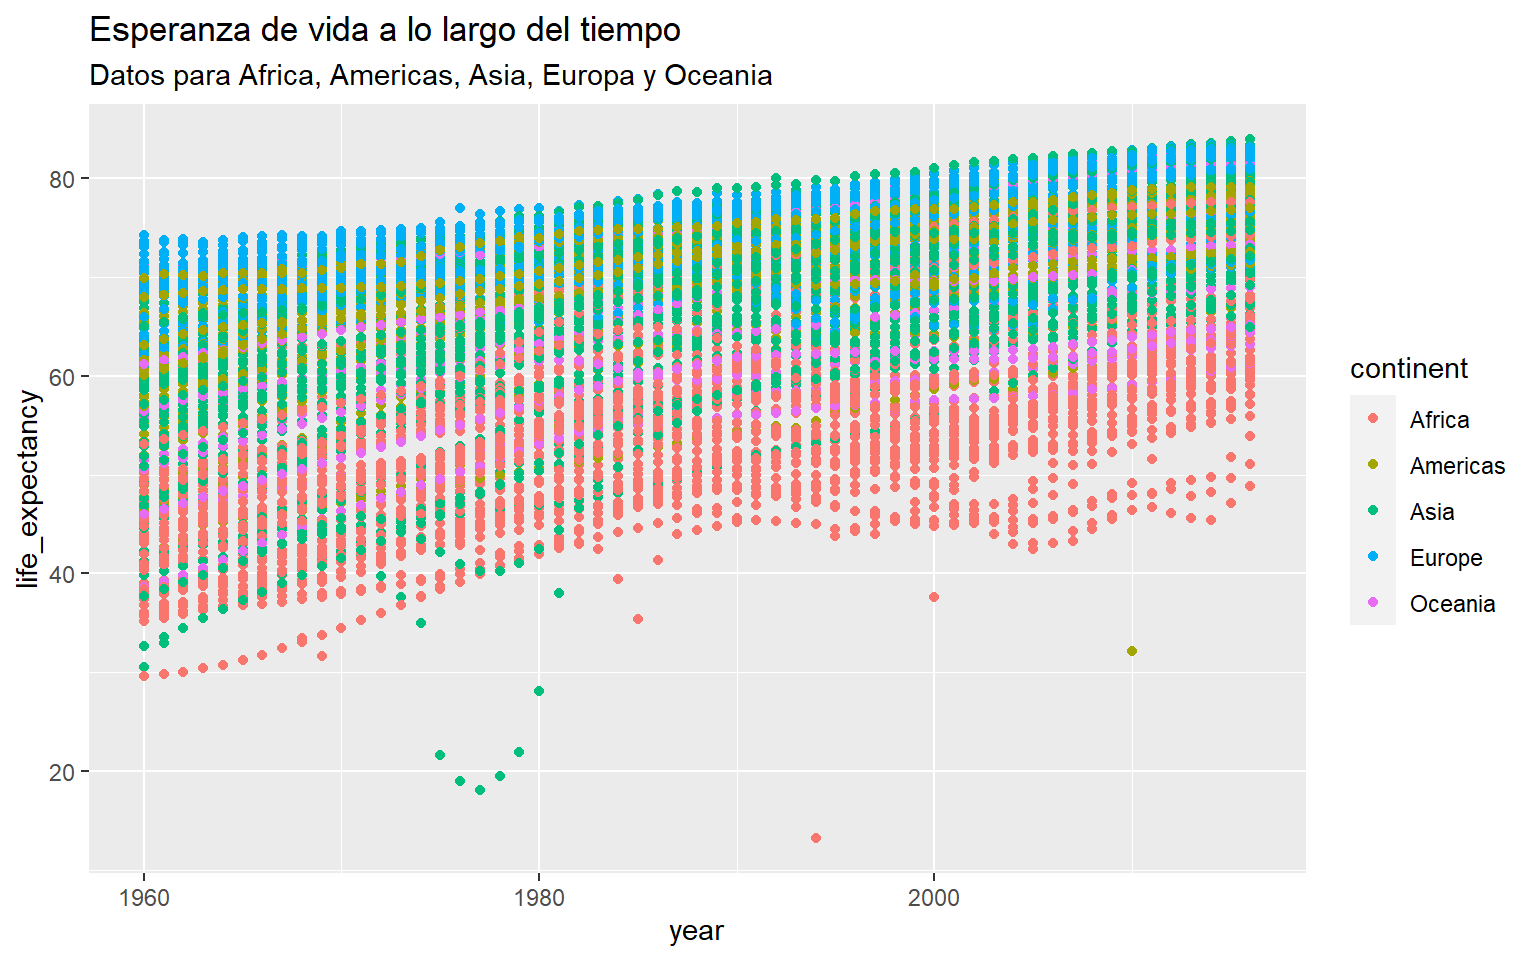 Esperanza de vida a lo largo del tiempo
Datos para Africa, Americas, Asia, Europa y Oceania
80
60
40
20
life_expectancy
1960
1980
2000
year
continent
Africa
Americas
Asia
Europe
Oceania